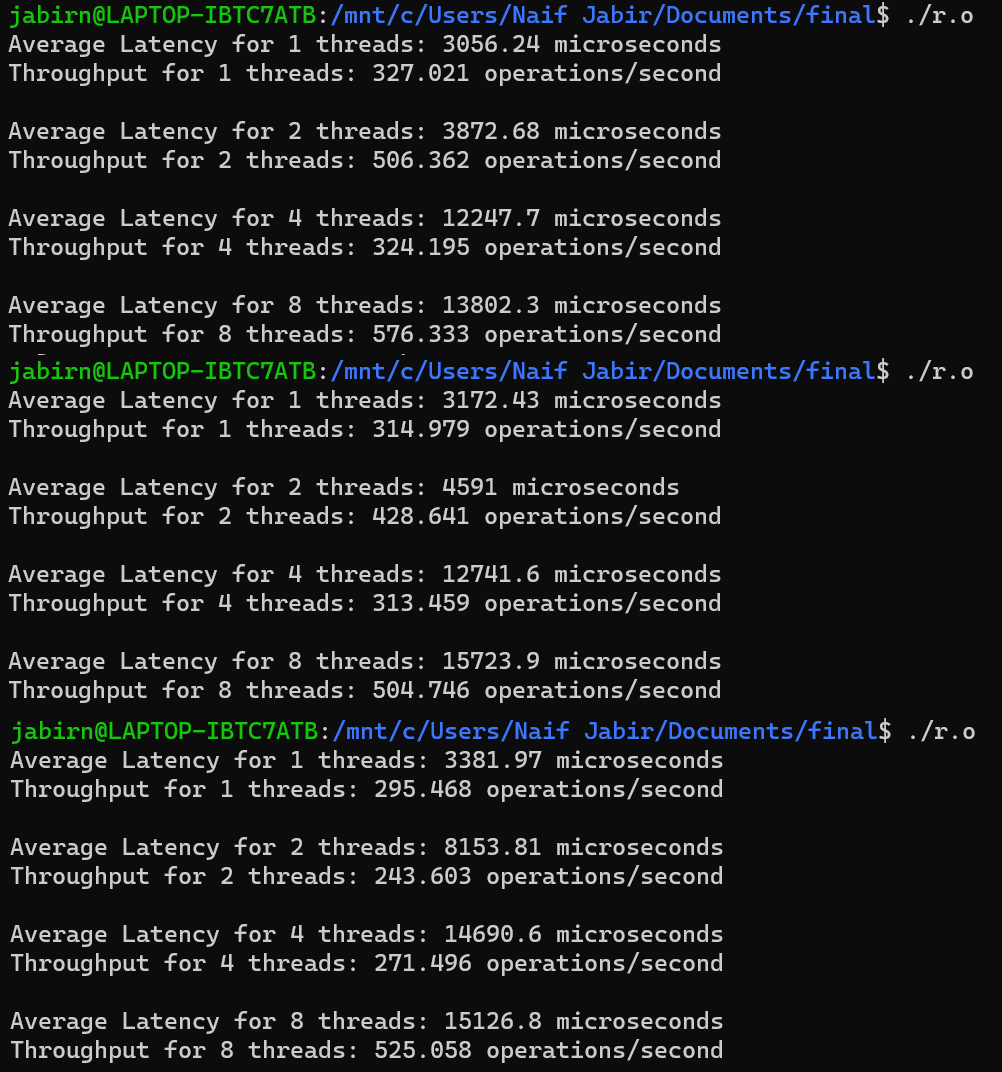 jabirn@LAPTOP-IBTC7ATB:/mnt/c/Users/Naif Jabir/Documents/final$ ./r.o
Average Latency for 1 threads: 3056.24 microseconds
Throughput for 1 threads: 327.021 operations/second
Average Latency for 2 threads: 3872.68 microseconds
Throughput for 2 threads: 506.362 operations/second
Average Latency for 4 threads: 12247.7 microseconds
Throughput for 4 threads: 324.195 operations/second
Average Latency for 8 threads: 13802.3 microseconds
Throughput for 8 threads: 576.333 operations/second
jabirn@LAPTOP-IBTC7ATB:/mnt/c/Users/Naif Jabir/Documents/final$ ./r.o
Average Latency for 1 threads: 3172.43 microseconds
Throughput for 1 threads: 314.979 operations/second
Average Latency for 2 threads: 4591 microseconds
Throughput for 2 threads: 428.641 operations/second
Average Latency for 4 threads: 12741.6 microseconds
Throughput for 4 threads: 313.459 operations/second
Average Latency for 8 threads: 15723.9 microseconds
Throughput for 8 threads: 504.746 operations/second
jabirn@LAPTOP-IBTC7ATB:/mnt/c/Users/Naif Jabir/Documents/final$ ./r.o
Average Latency for 1 threads: 3381.97 microseconds
Throughput for 1 threads: 295.468 operations/second
Average Latency for 2 threads: 8153.81 microseconds
Throughput for 2 threads: 243.603 operations/second
Average Latency for 4 threads: 14690.6 microseconds
Throughput for 4 threads: 271.496 operations/second
Average Latency for 8 threads: 15126.8 microseconds
Throughput for 8 threads: 525.058 operations/second